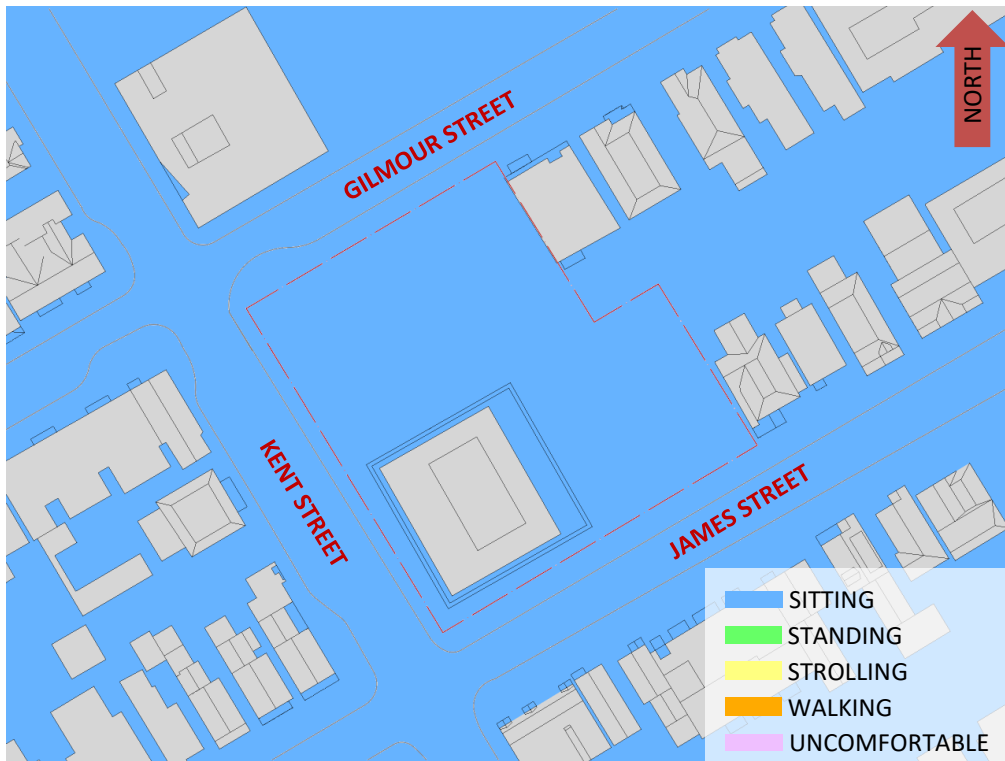 NORTH
GILMOUR STREET
KENT STREET
JAMES STREET
SITTING
STANDING
STROLLING
WALKING
UNCOMFORTABLE